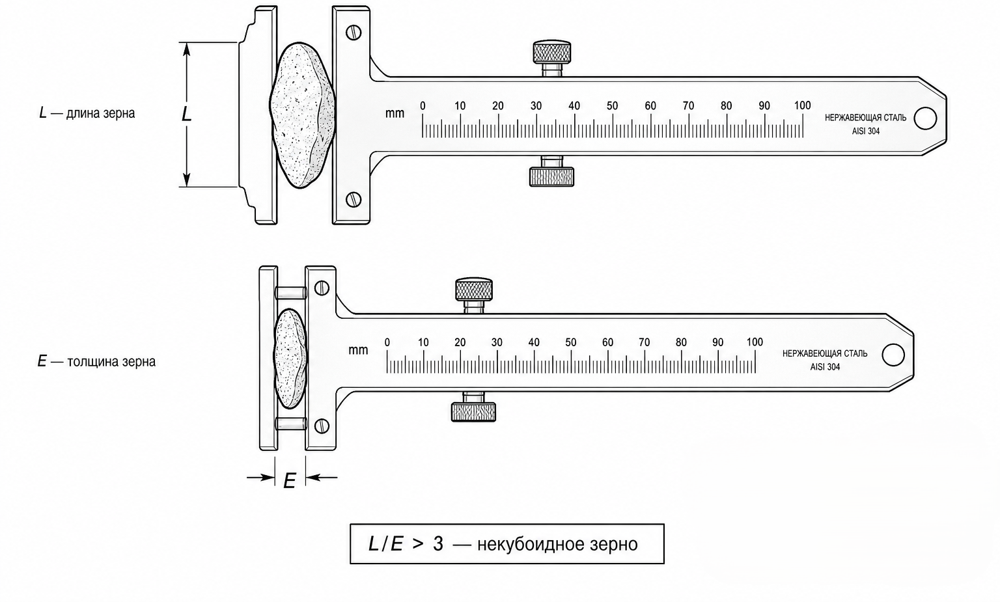 L — длина зерна
L
mm
0 10 20 30 40 50 60 70 80 90 100
НЕРЖАВЕЮЩАЯ СТАЛЬ
AISI 304
E — толщина зерна
mm
0 10 20 30 40 50 60 70 80 90 100
НЕРЖАВЕЮЩАЯ СТАЛЬ
AISI 304
E
L/E > 3 — некубоидное зерно